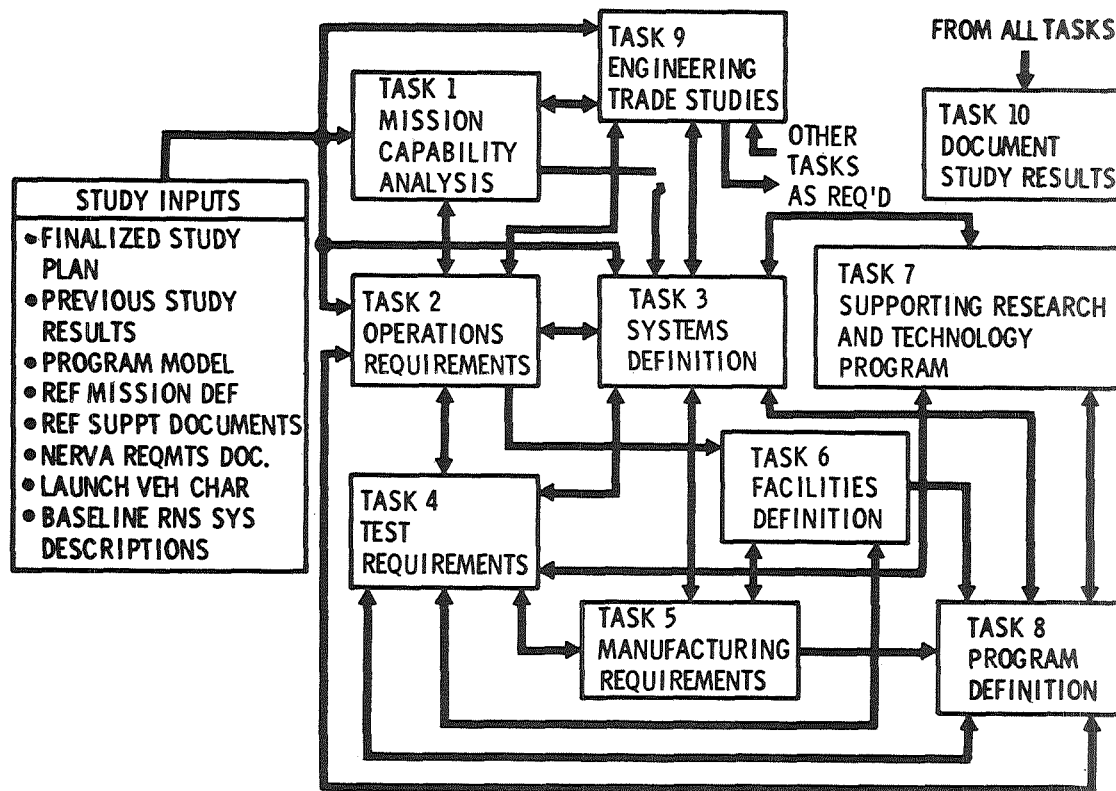 STUDY INPUTS
•FINALIZED STUDY
PLAN
•PREVIOUS STUDY
RESULTS
•PROGRAM MODEL
•REF MISSION DEF
•REF SUPPT DOCUMENTS
•NERVA REQMTS DOC.
•LAUNCH VEH CHAR
•BASELINE RNS SYS
DESCRIPTIONS
TASK 1
MISSION
CAPABILITY
ANALYSIS
TASK 9
ENGINEERING
TRADE STUDIES
OTHER
TASKS
AS REQ'D
FROM ALL TASKS
TASK 10
DOCUMENT
STUDY RESULTS
TASK 2
OPERATIONS
REQUIREMENTS
TASK 3
SYSTEMS
DEFINITION
TASK 7
SUPPORTING RESEARCH
AND TECHNOLOGY
PROGRAM
TASK 4
TEST
REQUIREMENTS
TASK 6
FACILITIES
DEFINITION
TASK 5
MANUFACTURING
REQUIREMENTS
TASK 8
PROGRAM
DEFINITION